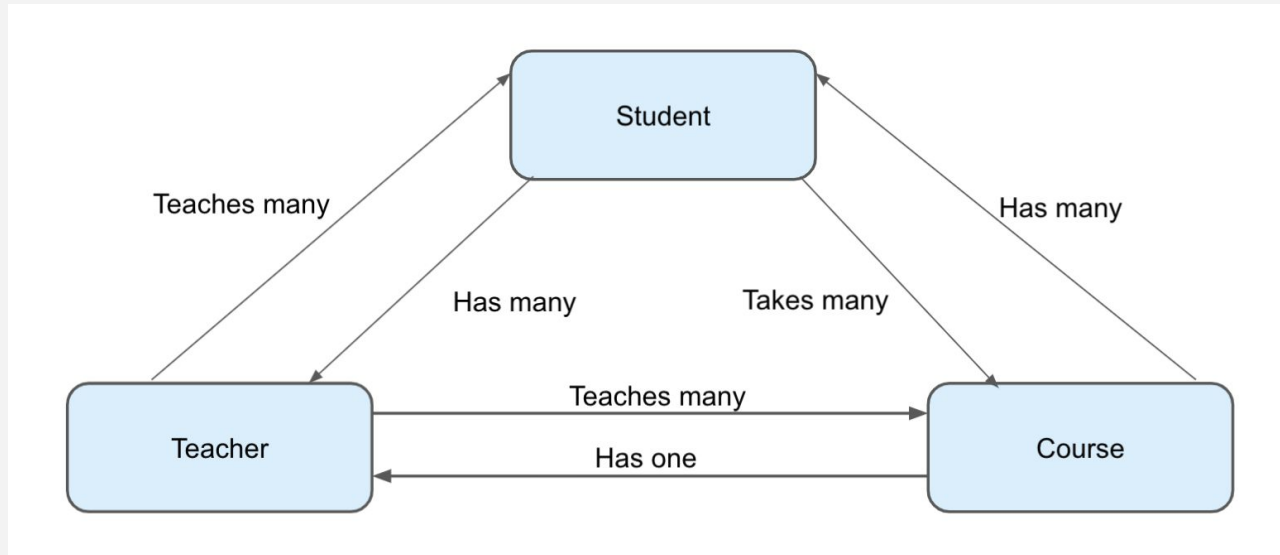 Student
Teaches many
Has many
Has many
Takes many
Teaches many
Teacher
Has one
Course